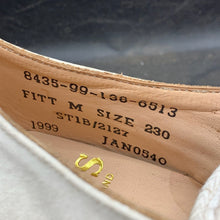 8435-99-136-6513
FITT M SIZE 230
ST1B/2127
1999 JAN0540
S